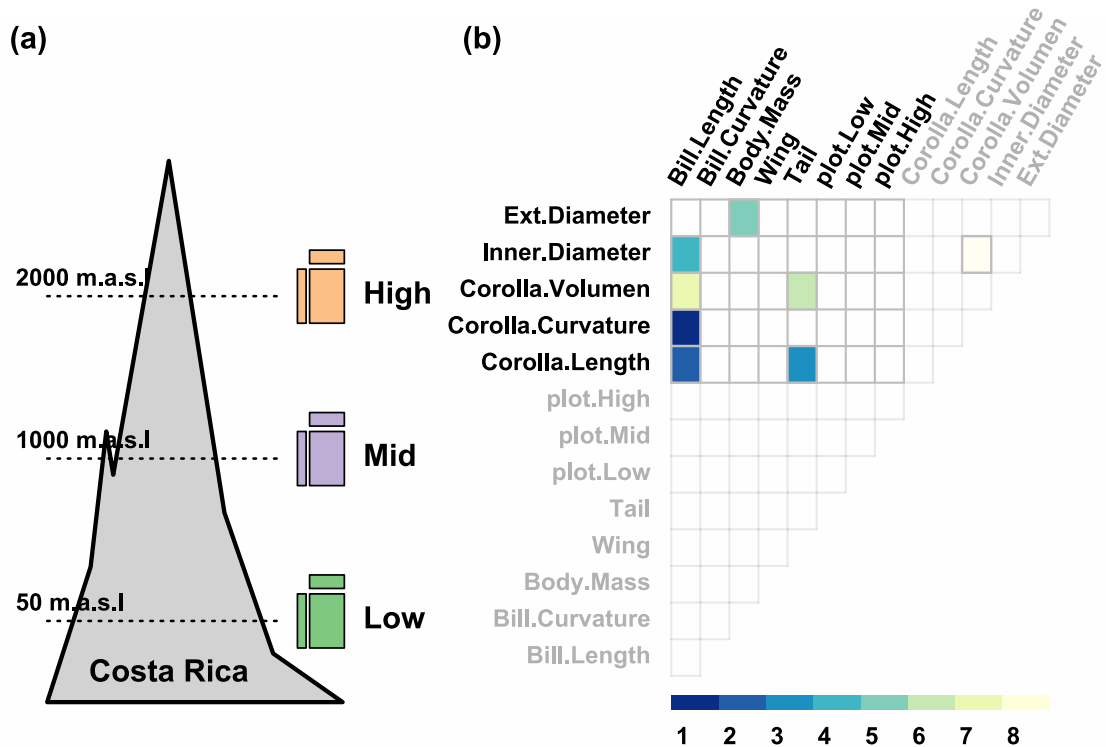 (a)
2000 m.a.s.l
High
1000 m.a.s.l
Mid
50 m.a.s.l
Low
Costa Rica
(b)
Bill.Length
Bill.Curvature
Body.Mass
Wing
Tail
plot.Low
plot.Mid
plot.High
Corolla.Length
Corolla.Curvature
Corolla.Volumen
Inner.Diameter
Ext.Diameter
Ext.Diameter
Inner.Diameter
Corolla.Volumen
Corolla.Curvature
Corolla.Length
plot.High
plot.Mid
plot.Low
Tail
Wing
Body.Mass
Bill.Curvature
Bill.Length
1 2 3 4 5 6 7 8